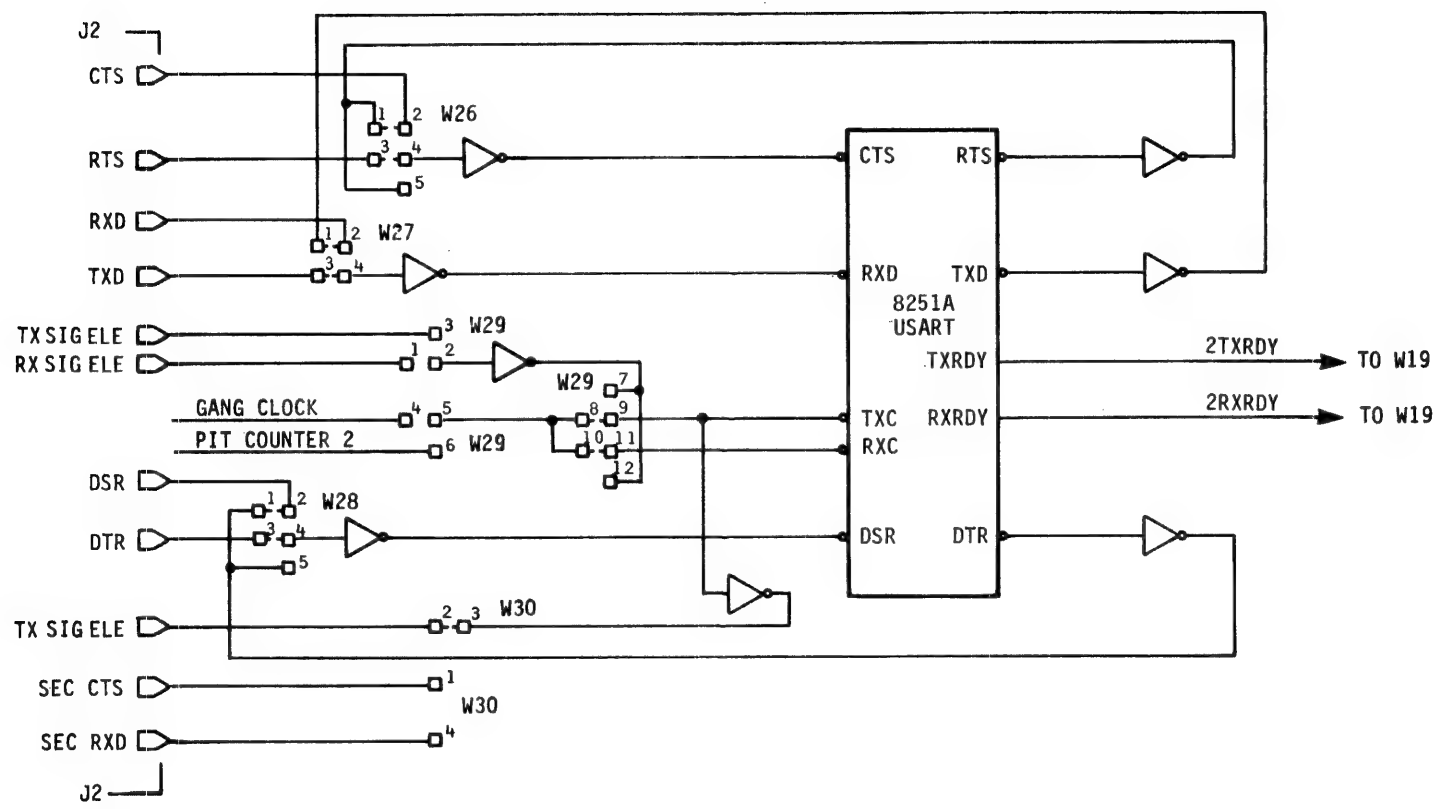 J2
CTS
1 2 W26
RTS
3 4
5
CTS RTS
RXD
1 2 W27
TXD
3 4
RXD TXD
8251A
USART
TX SIG ELE
3 W29
RX SIG ELE
1 2
TXRDY
2TXRDY
TO W19
W29 7
GANG CLOCK
4 5
8 9
TXC RXRDY
2RXRDY
TO W19
PIT COUNTER 2
6 W29
10 11
RXC
12
DSR
1 2 W28
DTR
3 4
5
DSR DTR
TX SIG ELE
2 3 W30
SEC CTS
1
W30
SEC RXD
4
J2